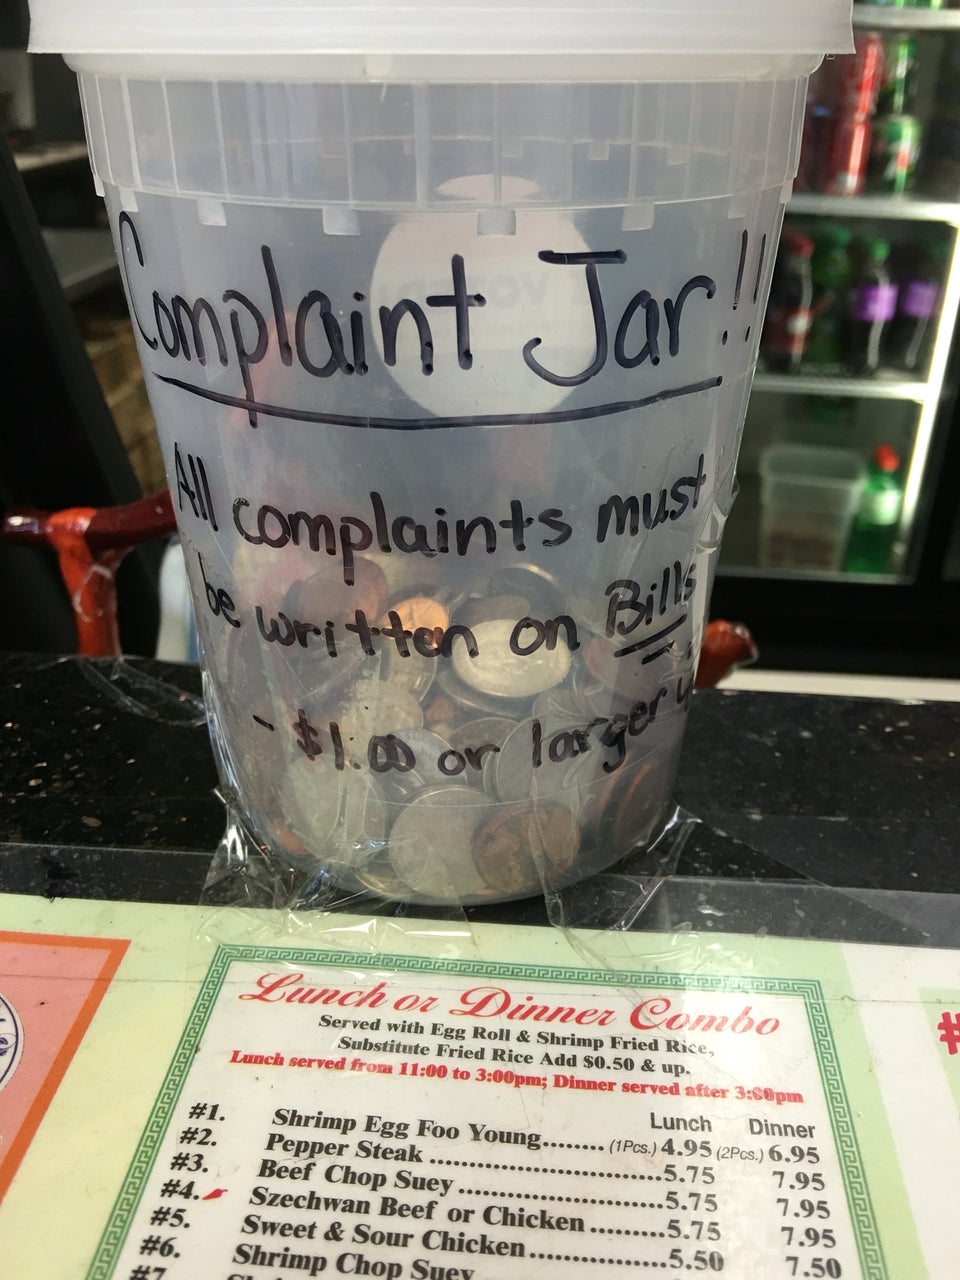 Complaint Jar!!
All complaints must
be written on Bills
- $1.00 or larger
Lunch or Dinner Combo
Served with Egg Roll & Shrimp Fried Rice,
Substitute Fried Rice Add $0.50 & up.
Lunch served from 11:00 to 3:00pm; Dinner served after 3:00pm
Lunch Dinner
#1. Shrimp Egg Foo Young........ (1Pcs.) 4.95 (2Pcs.) 6.95
#2. Pepper Steak ................................ 5.75 7.95
#3. Beef Chop Suey ............................ 5.75 7.95
#4. Szechwan Beef or Chicken .......... 5.75 7.95
#5. Sweet & Sour Chicken ................. 5.50 7.50
#6. Shrimp Chop Suey
#7.
#